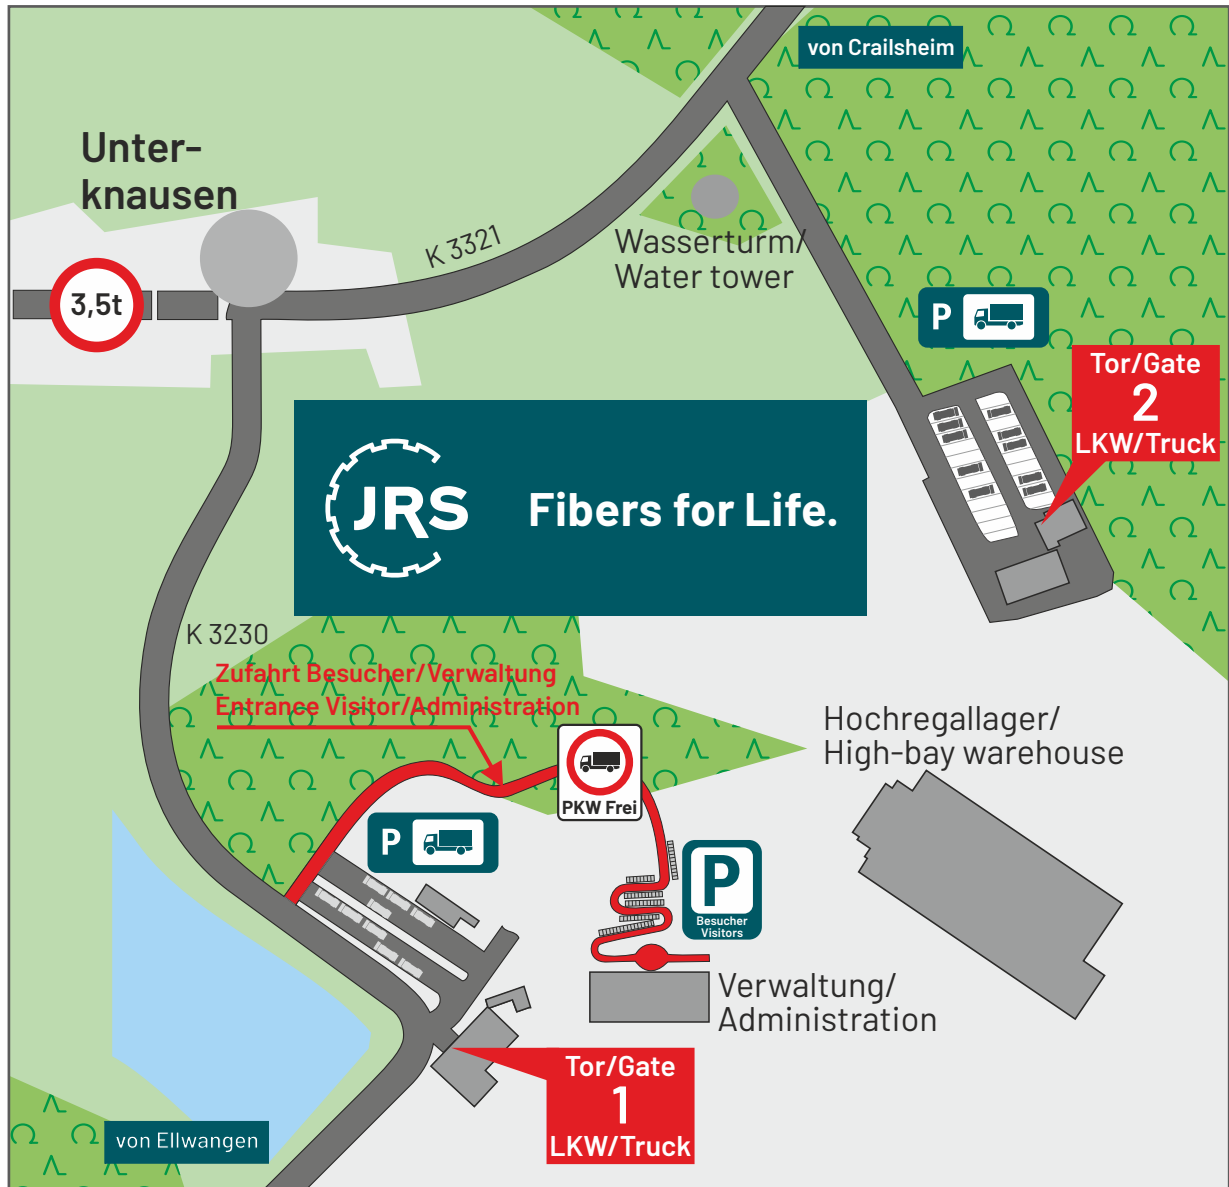 von Crailsheim
Unter-
knausen
K 3321
Wasserturm/
Water tower
3,5t
P
Tor/Gate
2
LKW/Truck
JRS
Fibers for Life.
K 3230
Zufahrt Besucher/Verwaltung
Entrance Visitor/Administration
Hochregallager/
High-bay warehouse
PKW Frei
P
P
Besucher
Visitors
Verwaltung/
Administration
Tor/Gate
1
LKW/Truck
von Ellwangen